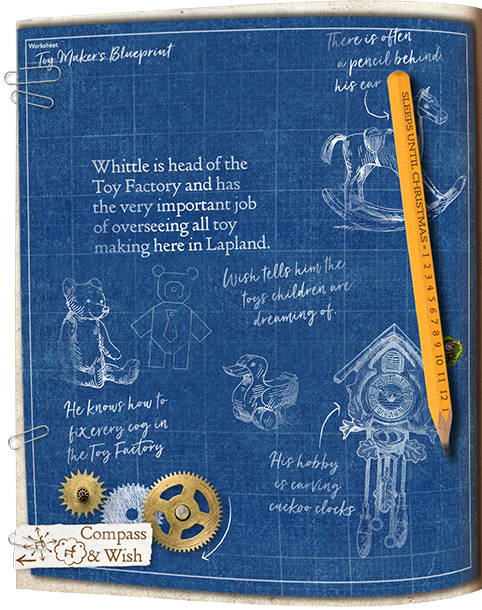 Worksheet
Toy Maker's Blueprint
There is often
a pencil behind
his ear
SLEEPS UNTIL CHRISTMAS = 1 2 3 4 5 6 7 8 9 10 11 12
Whittle is head of the
Toy Factory and has
the very important job
of overseeing all toy
making here in Lapland.
Wish tells him the
toys children are
dreaming of.
He knows how to
fix every cog in
the Toy Factory
His hobby
is carving
cuckoo clocks
Compass
& Wish